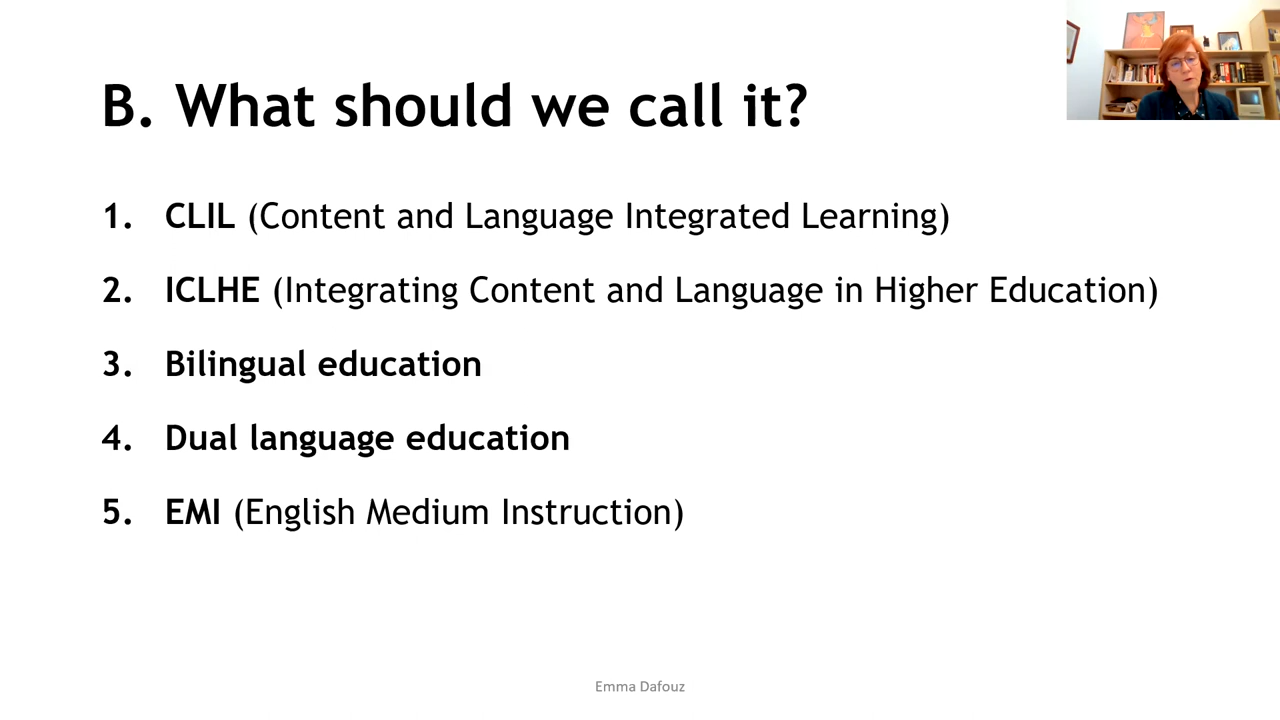 B. What should we call it?
1. CLIL (Content and Language Integrated Learning)
2. ICLHE (Integrating Content and Language in Higher Education)
3. Bilingual education
4. Dual language education
5. EMI (English Medium Instruction)
Emma Dafouz